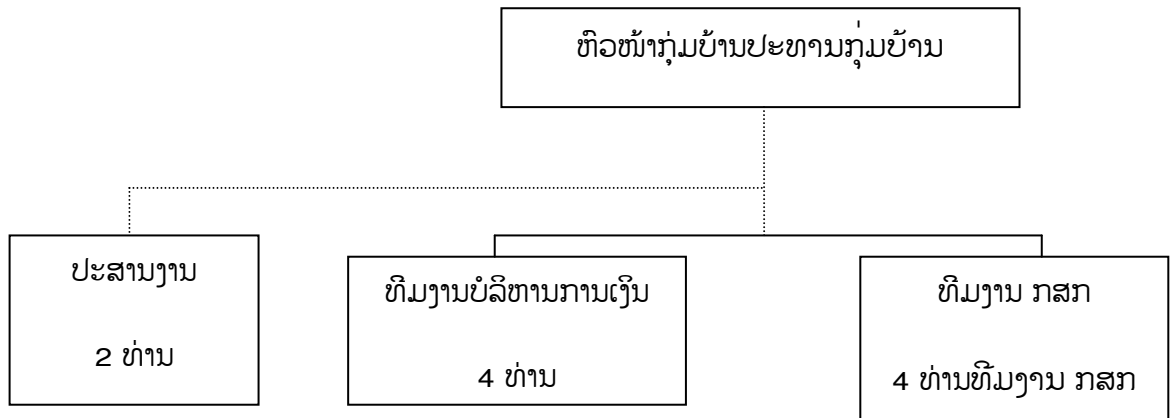 ຫົວໜ້າກຸ່ມບ້ານປະທານກຸ່ມບ້ານ
ປະສານງານ
2 ທ່ານ
ທີມງານບໍລິຫານການເງິນ
4 ທ່ານ
ທີມງານ ກສກ
4 ທ່ານທີມງານ ກສກ